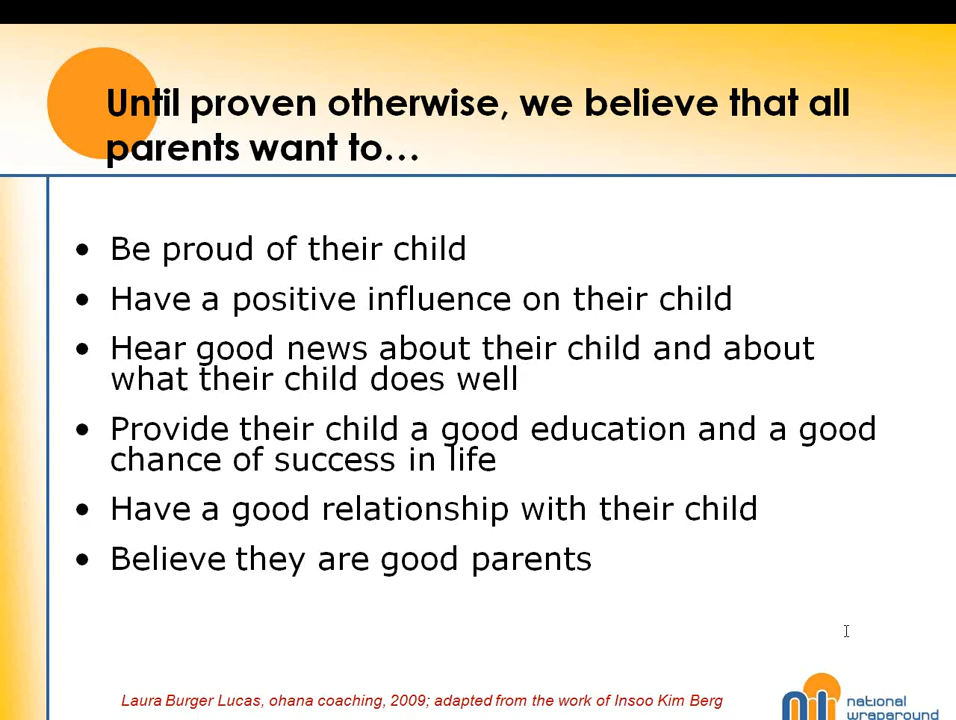 Until proven otherwise, we believe that all
parents want to…
• Be proud of their child
• Have a positive influence on their child
• Hear good news about their child and about
what their child does well
• Provide their child a good education and a good
chance of success in life
• Have a good relationship with their child
• Believe they are good parents
Laura Burger Lucas, ohana coaching, 2009; adapted from the work of Insoo Kim Berg
national
wraparound